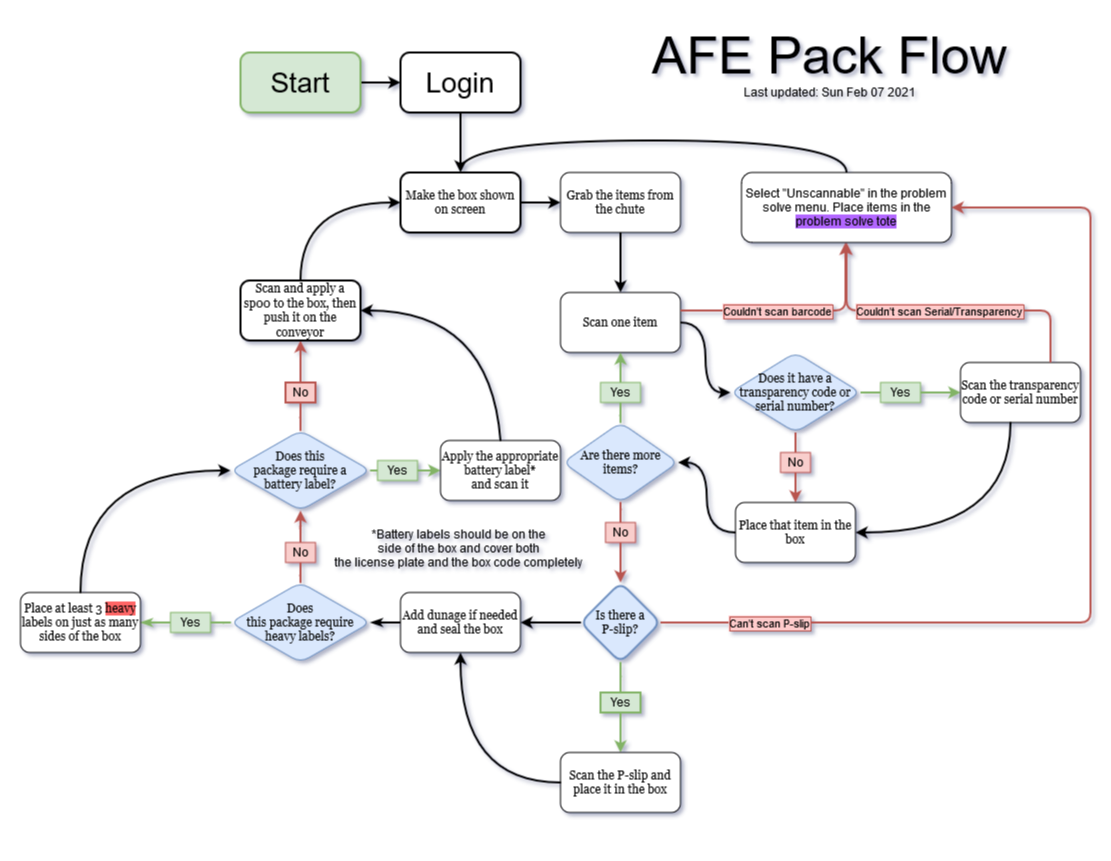 AFE Pack Flow
Last updated: Sun Feb 07 2021
Start
Login
Make the box shown
on screen
Grab the items from
the chute
Select "Unscannable" in the problem
solve menu. Place items in the
problem solve tote
Scan and apply a
sp00 to the box, then
push it on the
conveyor
Scan one item
Couldn't scan barcode
Couldn't scan Serial/Transparency
Does it have a
transparency code or
serial number?
Yes
Scan the transparency
code or serial number
No
Yes
No
Does this
package require a
battery label?
Yes
Apply the appropriate
battery label*
and scan it
Are there more
items?
No
Place that item in the
box
*Battery labels should be on the
side of the box and cover both
the license plate and the box code completely
No
Place at least 3 heavy
labels on just as many
sides of the box
Yes
Does
this package require
heavy labels?
No
Add dunage if needed
and seal the box
Is there a
P-slip?
Can't scan P-slip
Yes
Scan the P-slip and
place it in the box